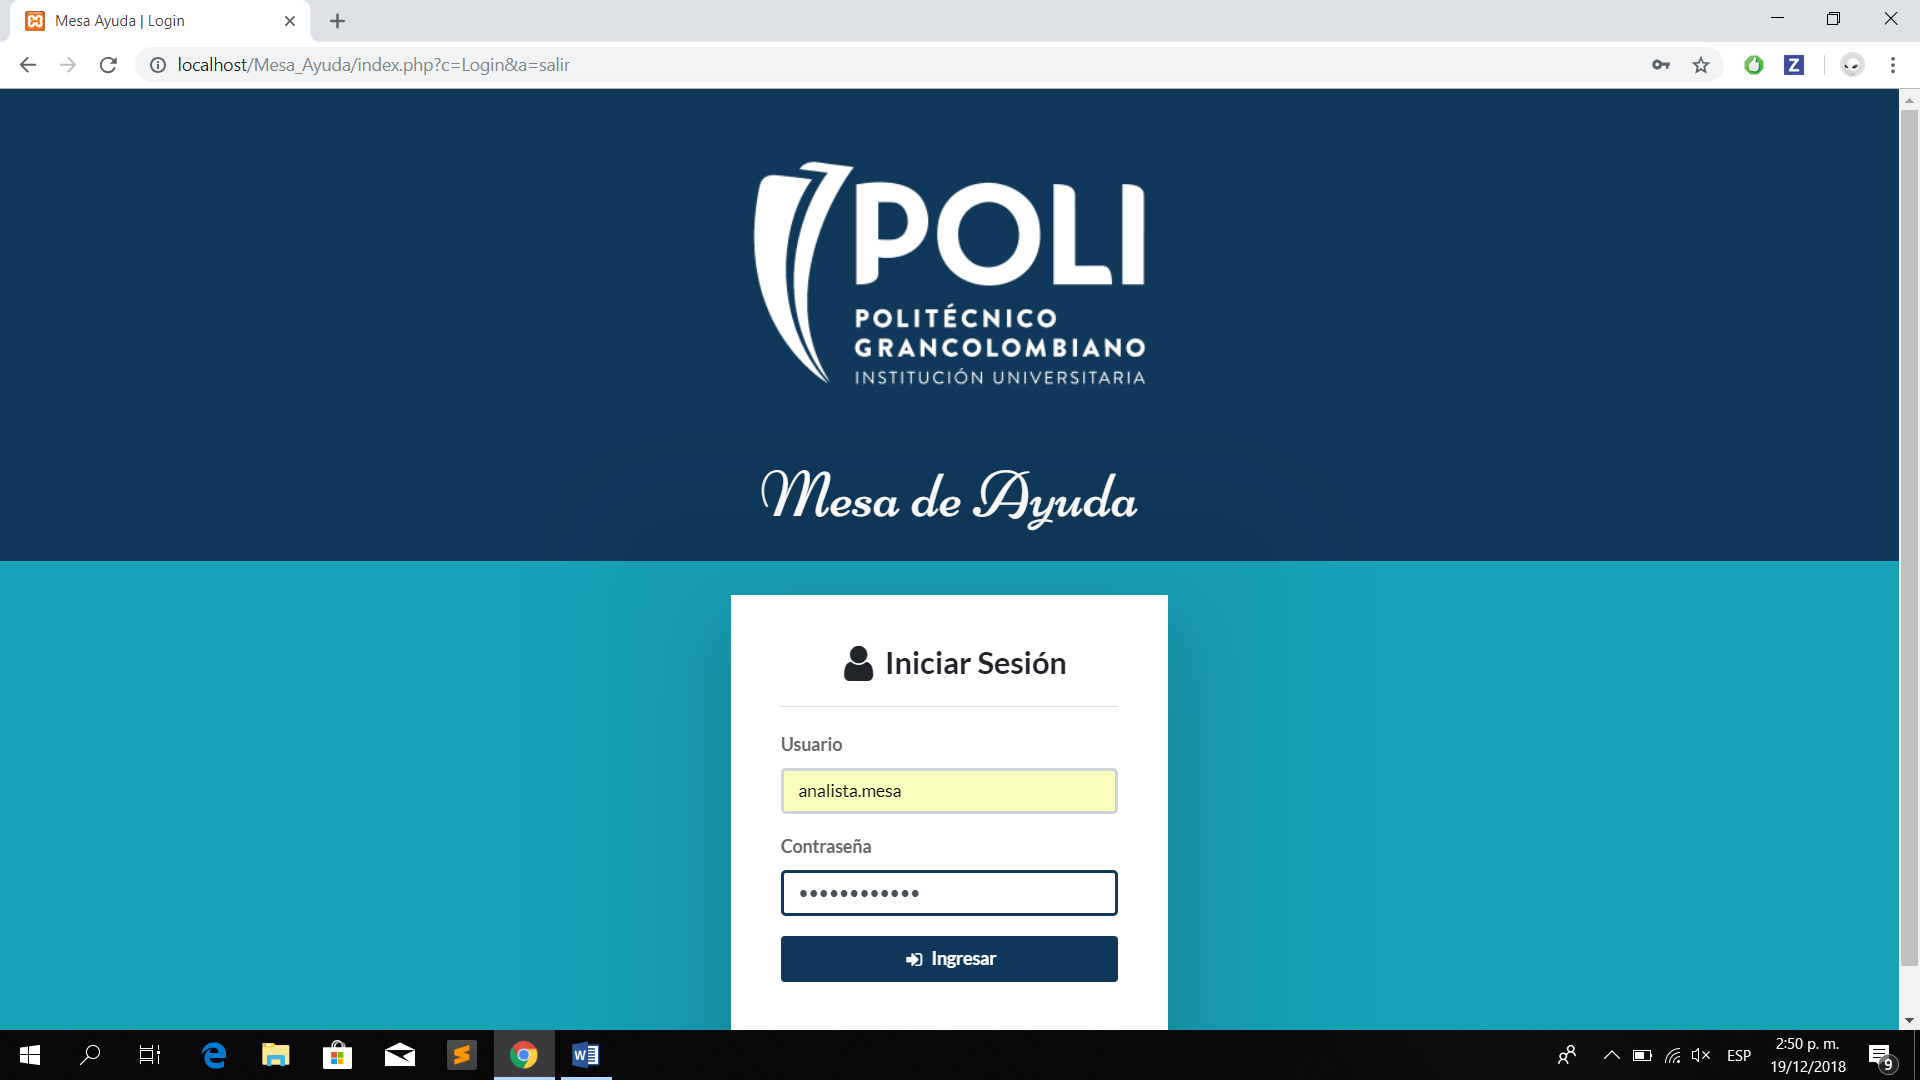 Mesa Ayuda | Login
localhost/Mesa_Ayuda/index.php?c=Login&a=salir
Z
POLI
POLITÉCNICO
GRANCOLOMBIANO
INSTITUCIÓN UNIVERSITARIA
Mesa de Ayuda
Iniciar Sesión
Usuario
analista.mesa
Contraseña
Ingresar
ESP
2:50 p. m.
19/12/2018
9